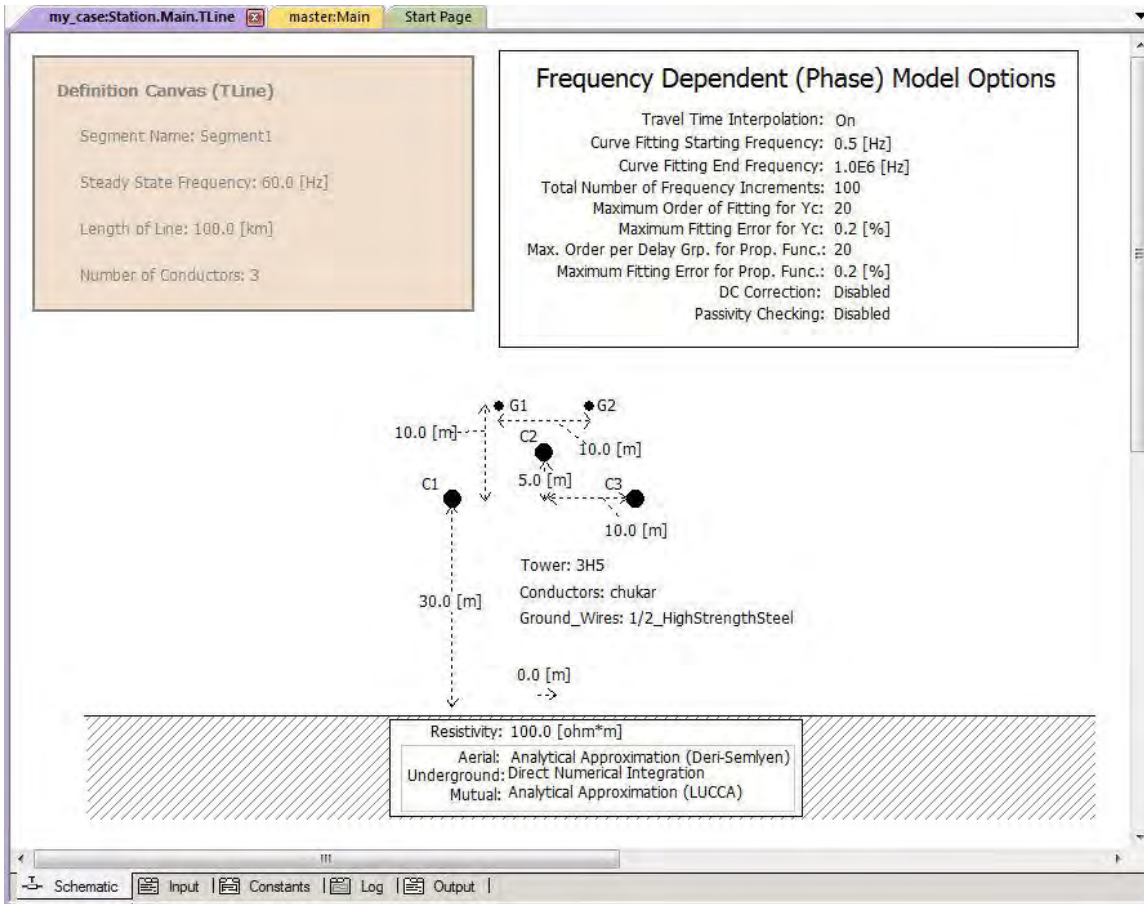 my_case:Station.Main.TLine master:Main Start Page
Definition Canvas (TLine)
Segment Name: Segment1
Steady State Frequency: 60.0 [Hz]
Length of Line: 100.0 [km]
Number of Conductors: 3
Frequency Dependent (Phase) Model Options
Travel Time Interpolation: On
Curve Fitting Starting Frequency: 0.5 [Hz]
Curve Fitting End Frequency: 1.0E6 [Hz]
Total Number of Frequency Increments: 100
Maximum Order of Fitting for Yc: 20
Maximum Fitting Error for Yc: 0.2 [%]
Max. Order per Delay Grp. for Prop. Func.: 20
Maximum Fitting Error for Prop. Func.: 0.2 [%]
DC Correction: Disabled
Passivity Checking: Disabled
G1 G2
10.0 [m]
C2
10.0 [m]
C1
5.0 [m]
C3
10.0 [m]
Tower: 3H5
Conductors: chukar
30.0 [m]
Ground_Wires: 1/2_HighStrengthSteel
0.0 [m]
Resistivity: 100.0 [ohm*m]
Aerial: Analytical Approximation (Deri-Semlyen)
Underground: Direct Numerical Integration
Mutual: Analytical Approximation (LUCCA)
Schematic Input Constants Log Output